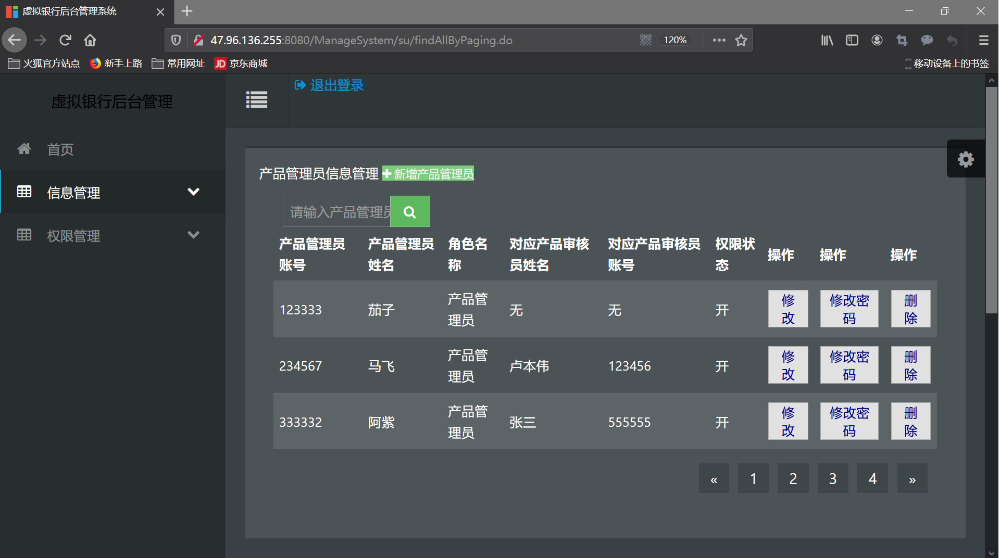 虚拟银行后台管理系统
47.96.136.255:8080/ManageSystem/su/findAllByPaging.do
120%
火狐官方站点
新手上路
常用网址
JD 京东商城
移动设备上的书签
虚拟银行后台管理
退出登录
首页
信息管理
权限管理
产品管理员信息管理 新增产品管理员
请输入产品管理员
产品管理员账号 产品管理员姓名 角色名称 对应产品审核员姓名 对应产品审核员账号 权限状态 操作 操作 操作
123333 茄子 产品管理员 无 无 开 修改 修改密码 删除
234567 马飞 产品管理员 卢本伟 123456 开 修改 修改密码 删除
333332 阿紫 产品管理员 张三 555555 开 修改 修改密码 删除
« 1 2 3 4 »